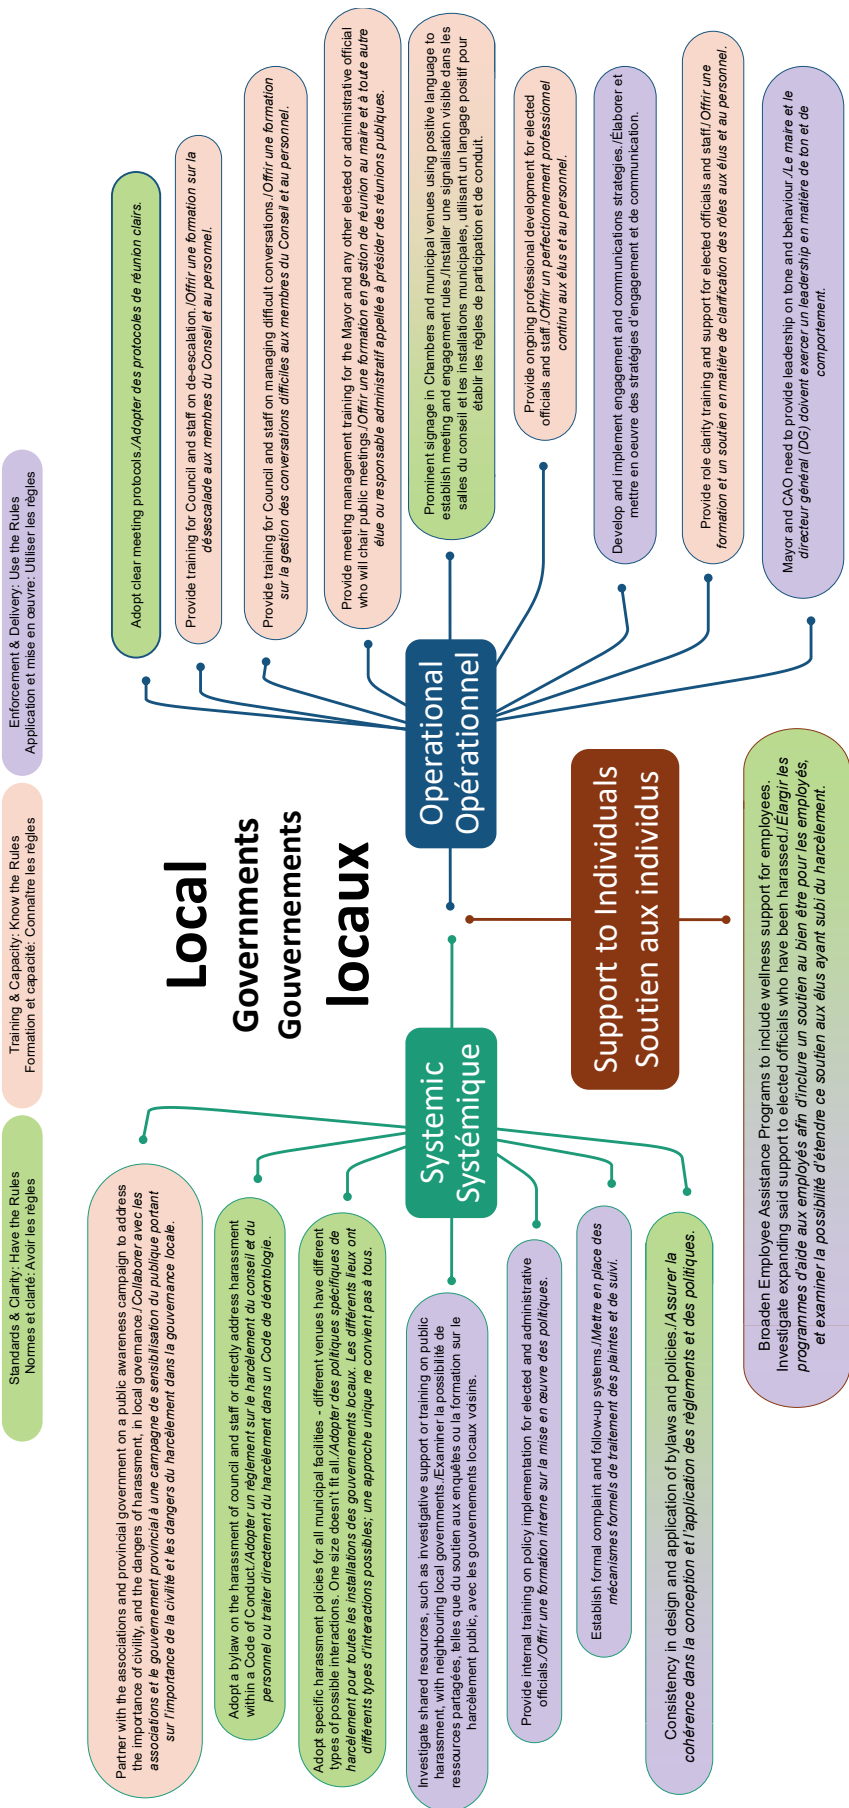 Standards & Clarity: Have the Rules
Normes et clarté: Avoir les règles
Training & Capacity: Know the Rules
Formation et capacité: Connaître les règles
Enforcement & Delivery: Use the Rules
Application et mise en œuvre: Utiliser les règles
Local
Governments
Gouvernements
locaux
Systemic
Systémique
Partner with the associations and provincial government on a public awareness campaign to address
the importance of civility, and the dangers of harassment, in local governance./ Collaborer avec les
associations et le gouvernement provincial à une campagne de sensibilisation du publique portant
sur l'importance de la civilité et les dangers du harcèlement dans la gouvernance locale.
Adopt a bylaw on the harassment of council and staff or directly address harassment
within a Code of Conduct./Adopter un règlement sur le harcèlement du conseil et du
personnel ou traiter directement du harcèlement dans un Code de déontologie.
Adopt specific harassment policies for all municipal facilities - different venues have different
types of possible interactions. One size doesn't fit all./Adopter des politiques spécifiques de
harcèlement pour toutes les installations des gouvernements locaux. Les différents lieux ont
différents types d'interactions possibles; une approche unique ne convient pas à tous.
Investigate shared resources, such as investigative support or training on public
harassment, with neighbouring local governments./Examiner la possibilité de
ressources partagées, telles que du soutien aux enquêtes ou la formation sur le
harcèlement public, avec les gouvernements locaux voisins.
Provide internal training on policy implementation for elected and administrative
officials./Offrir une formation interne sur la mise en œuvre des politiques.
Establish formal complaint and follow-up systems./Mettre en place des
mécanismes formels de traitement des plaintes et de suivi.
Consistency in design and application of bylaws and policies./Assurer la
cohérence dans la conception et l'application des règlements et des politiques.
Operational
Opérationnel
Adopt clear meeting protocols./Adopter des protocoles de réunion clairs.
Provide training for Council and staff on de-escalation./Offrir une formation sur la
désescalade aux membres du Conseil et au personnel.
Provide training for Council and staff on managing difficult conversations./Offrir une formation
sur la gestion des conversations difficiles aux membres du Conseil et au personnel.
Provide meeting management training for the Mayor and any other elected or administrative official
who will chair public meetings./Offrir une formation en gestion de réunion au maire et à toute autre
élue ou responsable administratif appellée à présider des réunions publiques.
Prominent signage in Chambers and municipal venues using positive language to
establish meeting and engagement rules./Installer une signalisation visible dans les
salles du conseil et les installations municipales, utilisant un langage positif pour
établir les règles de participation et de conduit.
Provide ongoing professional development for elected
officials and staff./Offrir un perfectionnement professionnel
continu aux élus et au personnel.
Develop and implement engagement and communications strategies./Élaborer et
mettre en oeuvre des stratégies d'engagement et de communication.
Provide role clarity training and support for elected officials and staff./Offrir une
formation et un soutien en matière de clarification des rôles aux élus et au personnel.
Mayor and CAO need to provide leadership on tone and behaviour./Le maire et le
directeur général (DG) doivent exercer un leadership en matière de ton et de
comportement.
Support to Individuals
Soutien aux individus
Broaden Employee Assistance Programs to include wellness support for employees.
Investigate expanding said support to elected officials who have been harassed./Élargir les
programmes d'aide aux employés afin d'inclure un soutien au bien être pour les employés,
et examiner la possibilité d'étendre ce soutien aux élus ayant subi du harcèlement.